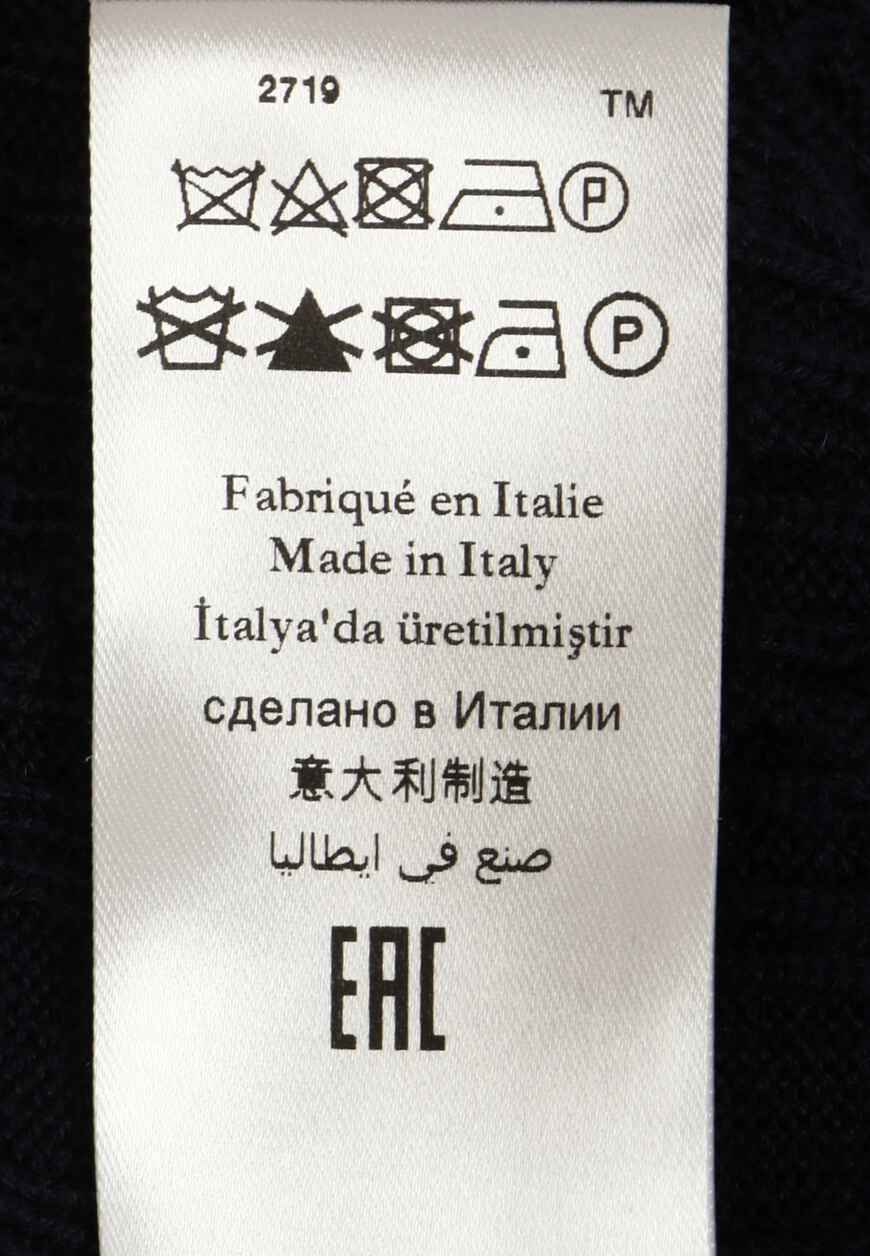 2719
TM
P
P
Fabriqué en Italie
Made in Italy
İtalya'da üretilmiştir
сделано в Италии
意大利制造
صنع في ايطاليا
EAC